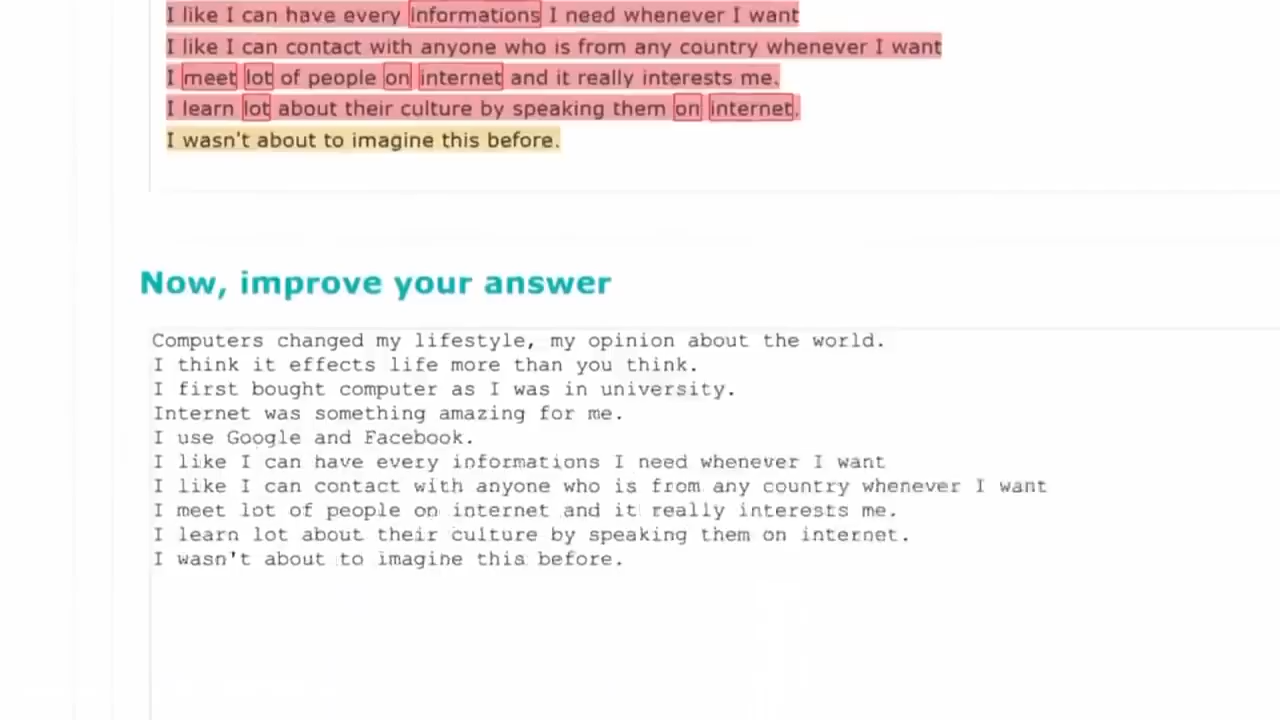 I like I can have every informations I need whenever I want
I like I can contact with anyone who is from any country whenever I want
I meet lot of people on internet and it really interests me.
I learn lot about their culture by speaking them on internet.
I wasn't about to imagine this before.
Now, improve your answer
Computers changed my lifestyle, my opinion about the world.
I think it effects life more than you think.
I first bought computer as I was in university.
Internet was something amazing for me.
I use Google and Facebook.
I like I can have every informations I need whenever I want
I like I can contact with anyone who is from any country whenever I want
I meet lot of people on internet and it really interests me.
I learn lot about their culture by speaking them on internet.
I wasn't about to imagine this before.